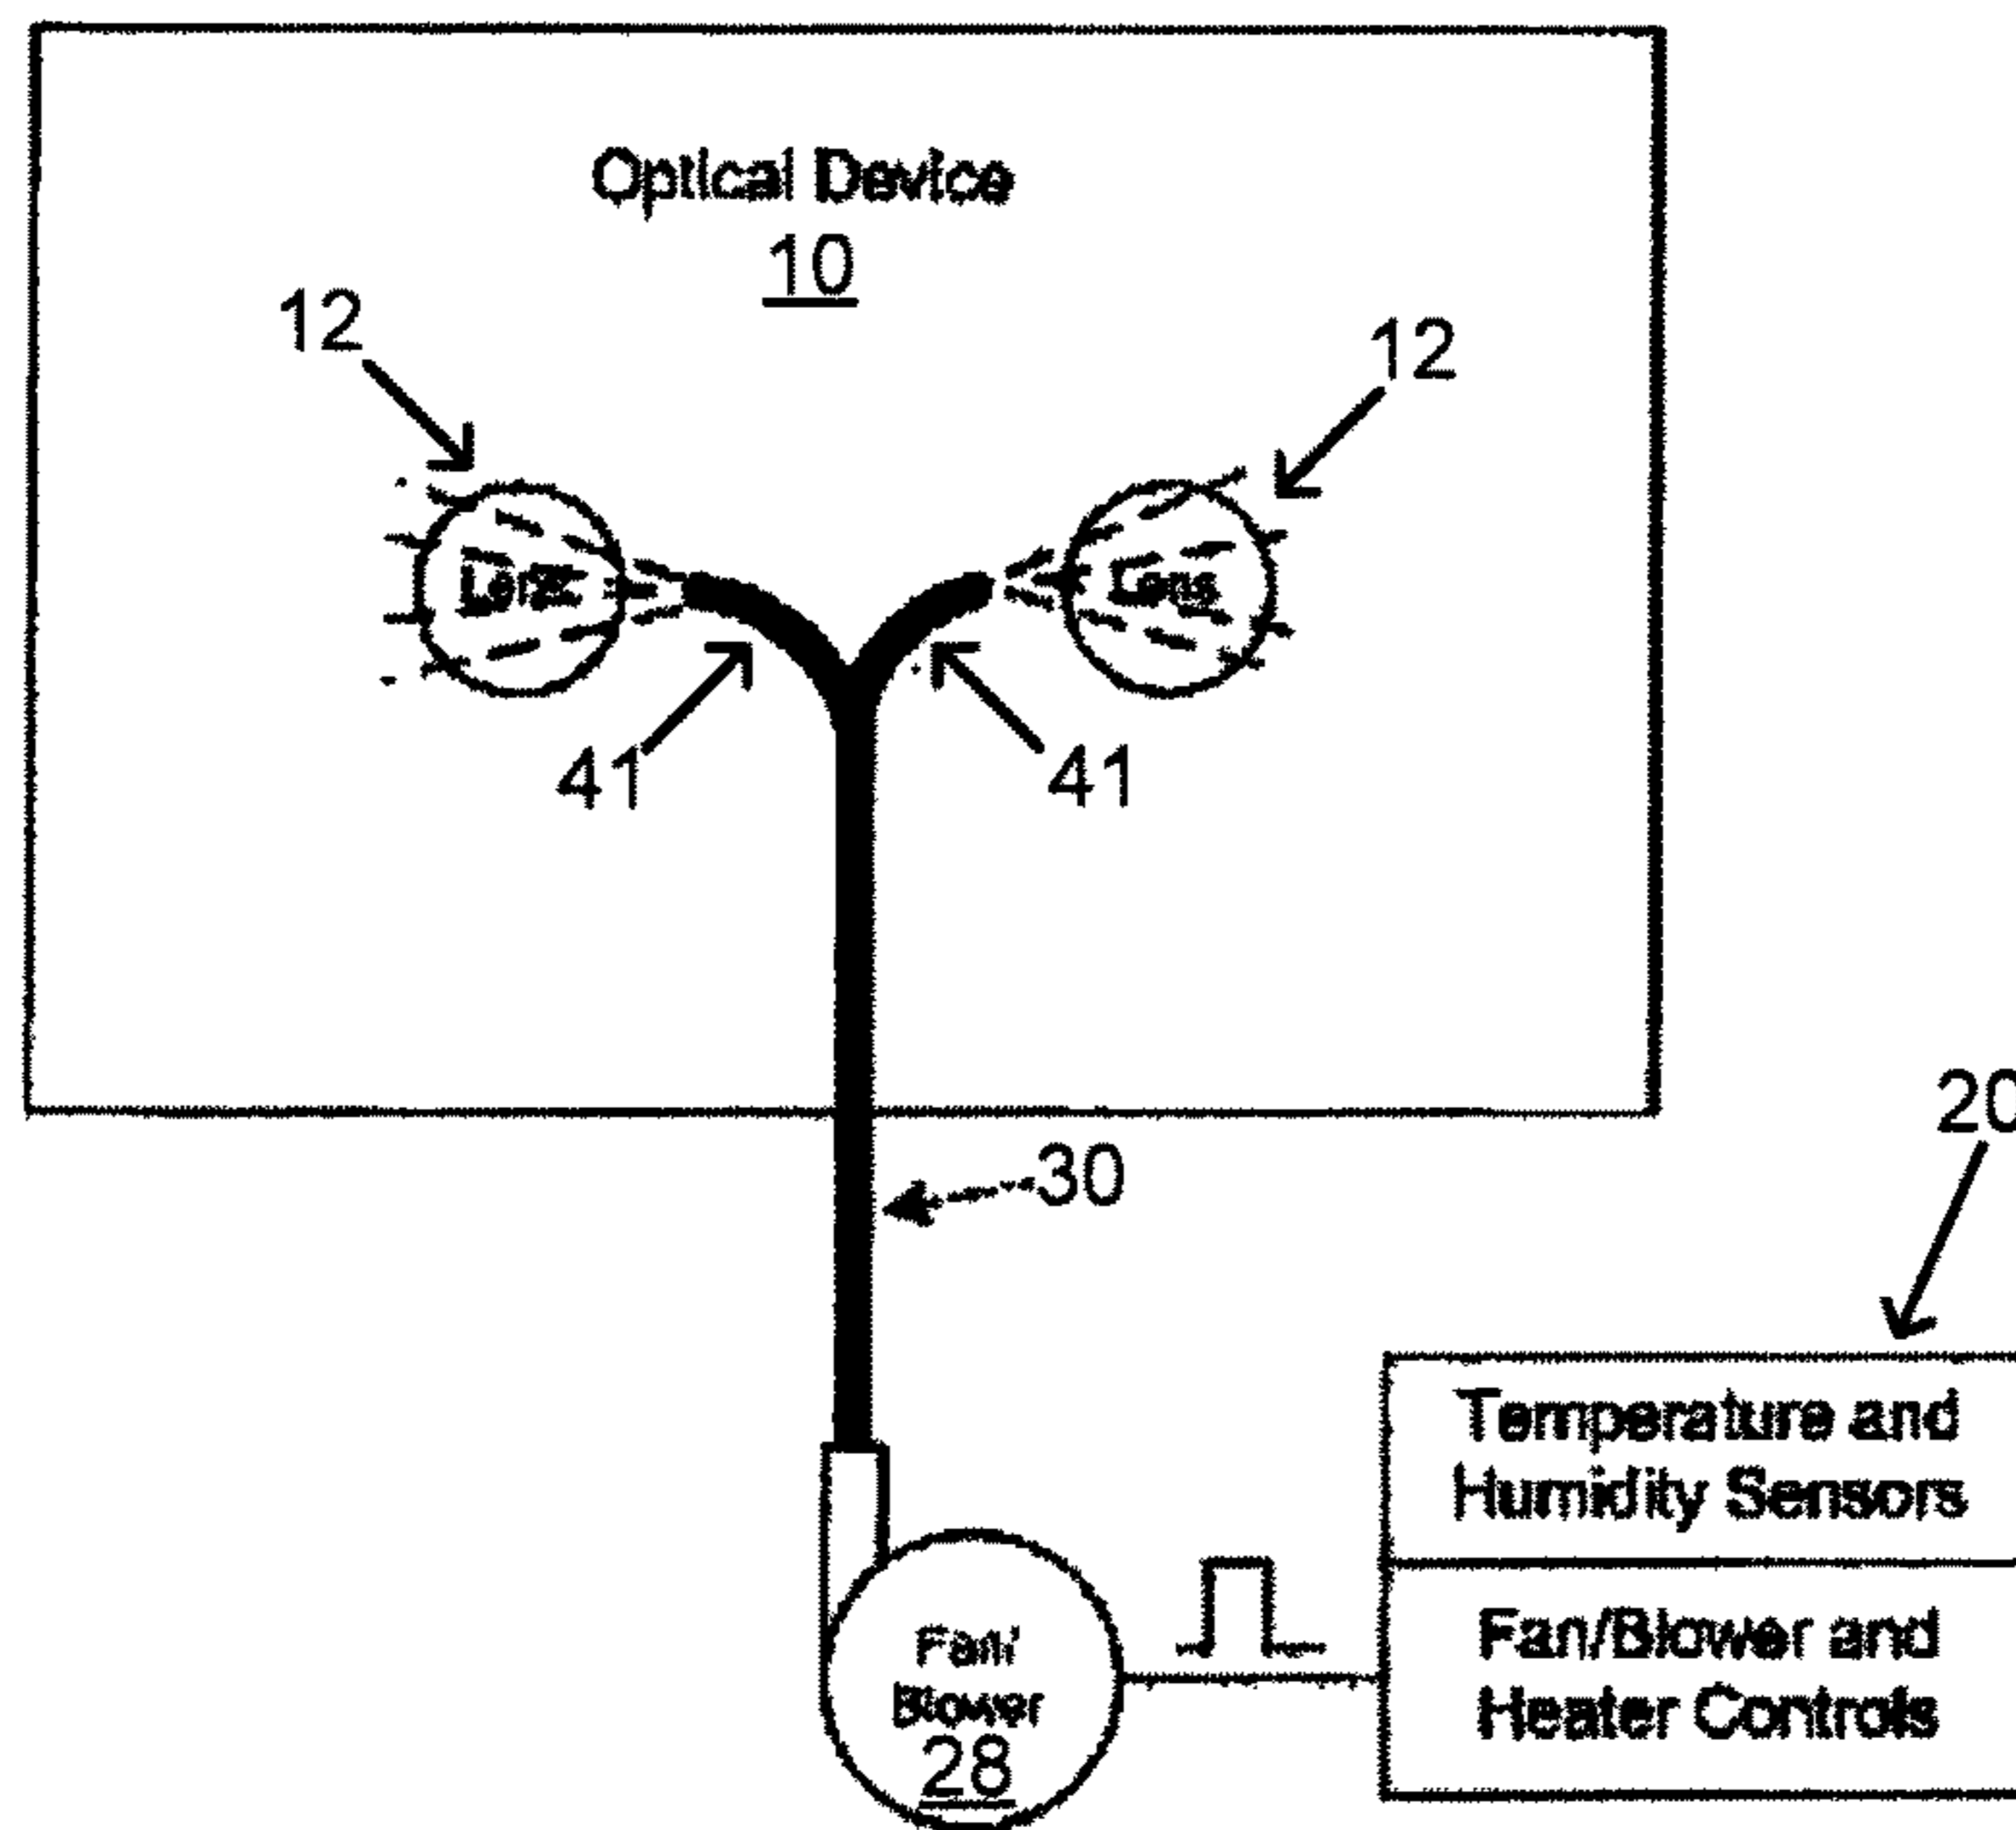 Optical Device
10
12
12
Lens
Lens
41
41
30
20
Temperature and
Humidity Sensors
Fan/Blower and
Heater Controls
Fan/
Blower
28